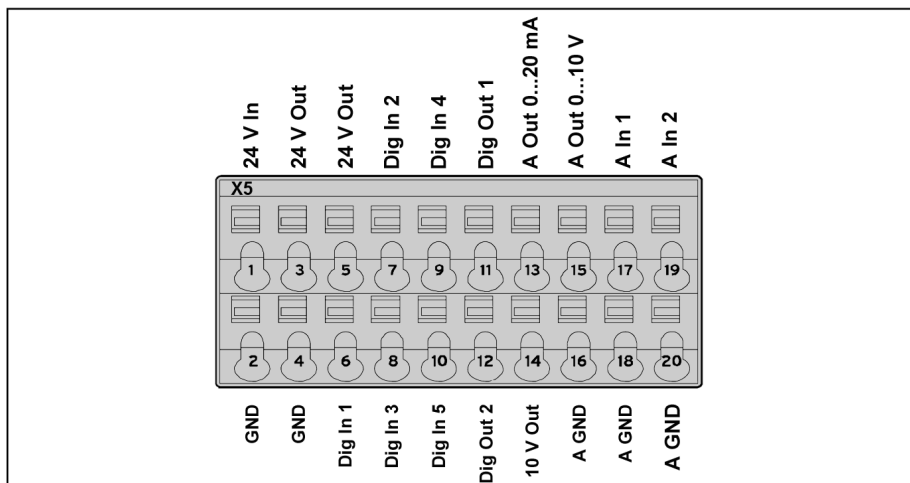 24 V In
24 V Out
24 V Out
Dig In 2
Dig In 4
Dig Out 1
A Out 0...20 mA
A Out 0...10 V
A In 1
A In 2
X5
1 3 5 7 9 11 13 15 17 19
2 4 6 8 10 12 14 16 18 20
GND
GND
Dig In 1
Dig In 3
Dig In 5
Dig Out 2
10 V Out
A GND
A GND
A GND